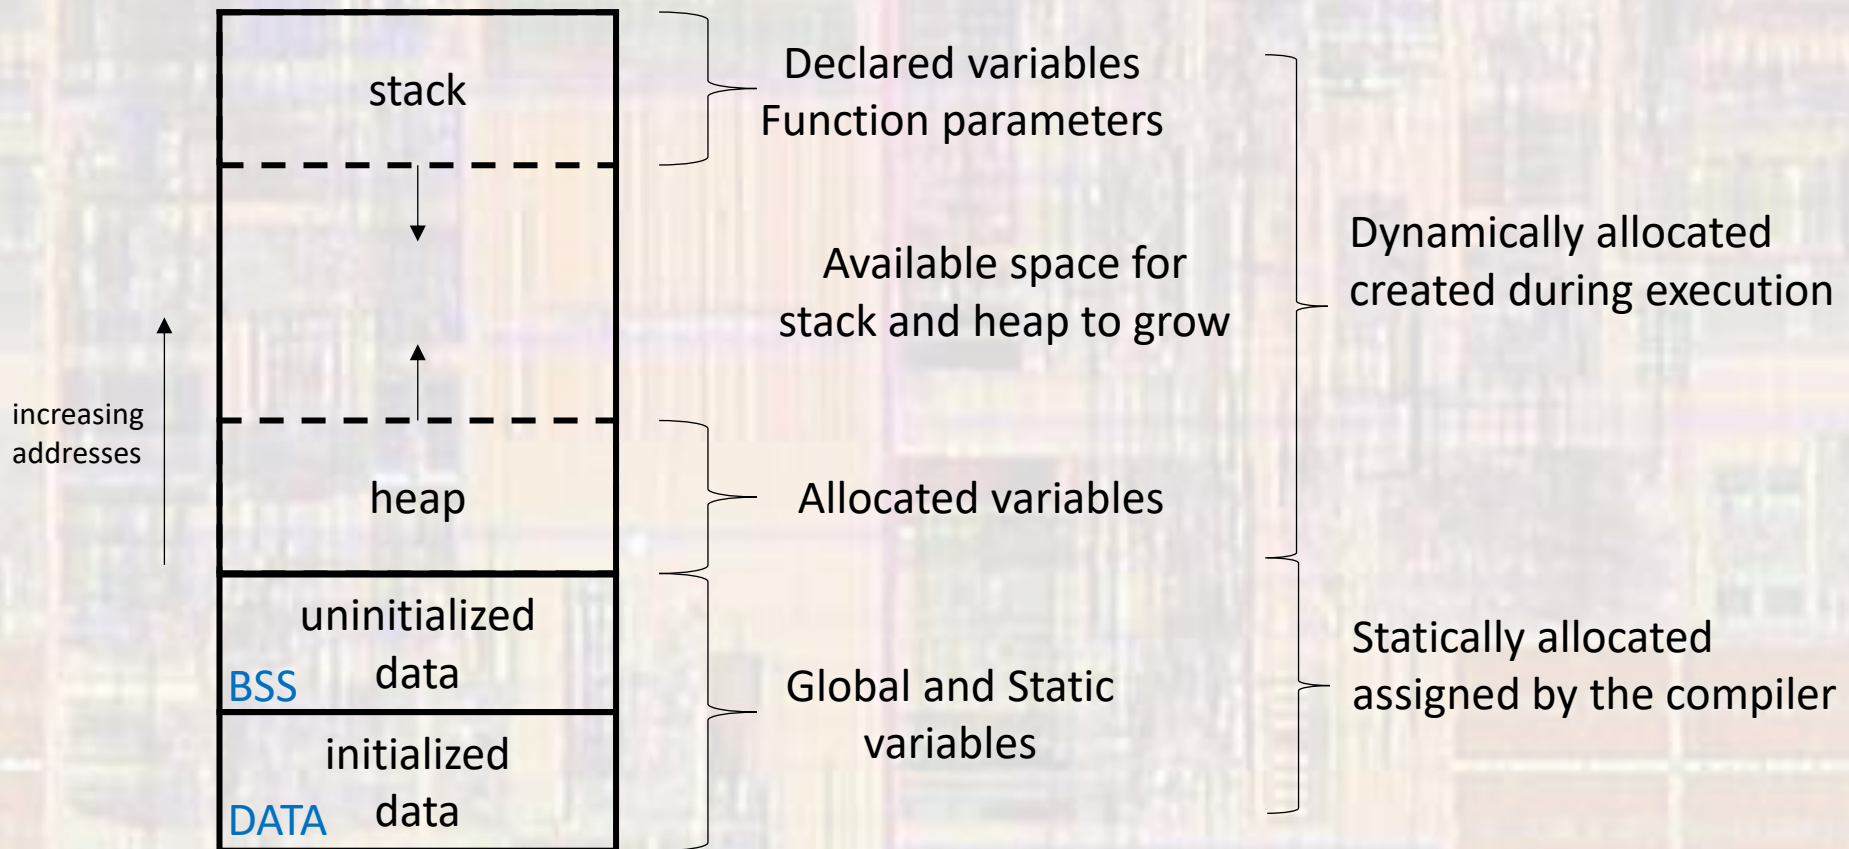 stack
Declared variables
Function parameters
Available space for
stack and heap to grow
Dynamically allocated
created during execution
increasing
addresses
heap
Allocated variables
uninitialized
data
BSS
Global and Static
variables
Statically allocated
assigned by the compiler
initialized
data
DATA